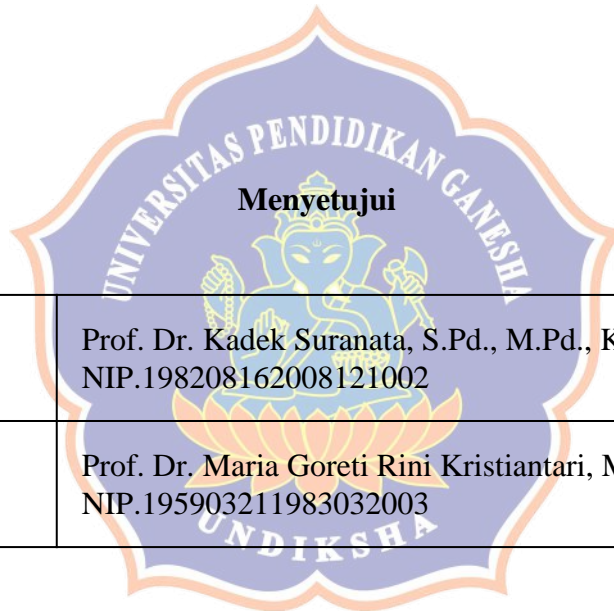 UNIVERSITAS PENDIDIKAN GANESHA
Menyetujui
Prof. Dr. Kadek Suranata, S.Pd., M.Pd., K
NIP.198208162008121002
Prof. Dr. Maria Goreti Rini Kristiantari, M
NIP.195903211983032003
UNDIKSHA